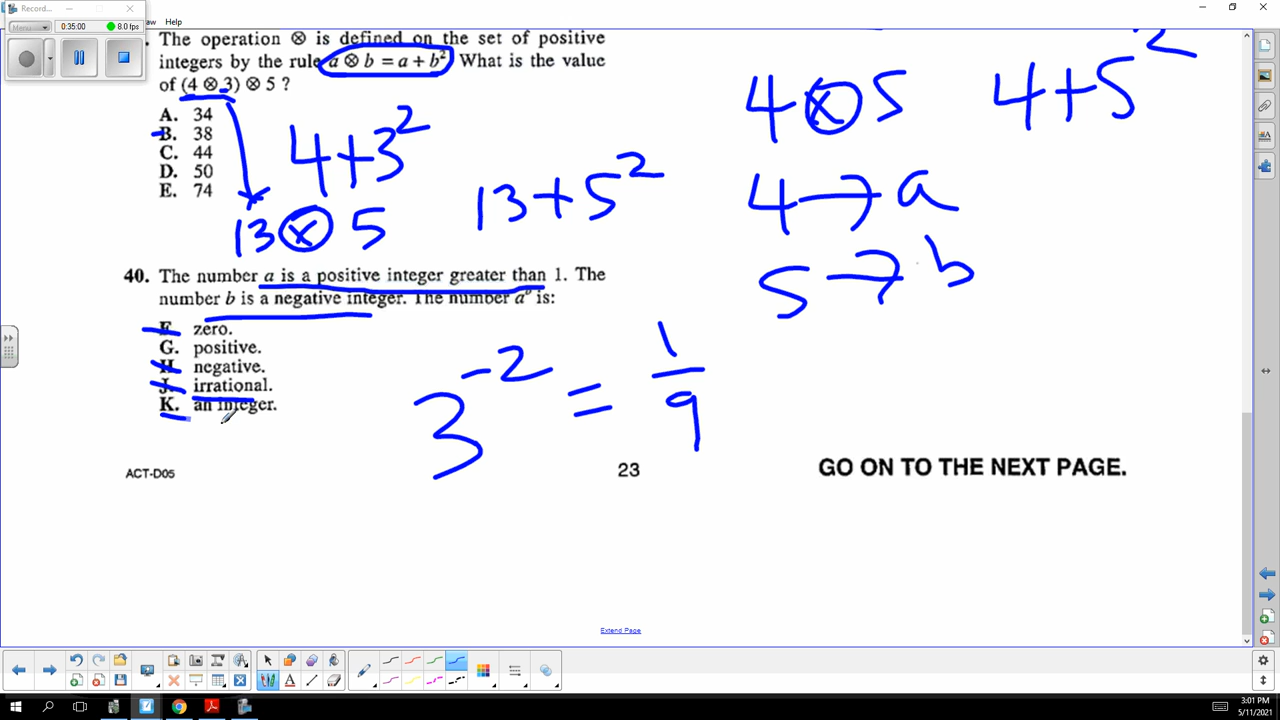 Record...
Menu
0:35:00
8.0 fps
Help
The operation ⊗ is defined on the set of positive
integers by the rule a ⊗ b = a + b². What is the value
of (4 ⊗ 3) ⊗ 5 ?
A. 34
B. 38
C. 44
D. 50
E. 74
4+3²
13 ⊗ 5
13+5²
4 ⊗ 5
4+5²
4→a
5→b
40. The number a is a positive integer greater than 1. The
number b is a negative integer. The number aᵇ is:
F. zero.
G. positive.
H. negative.
J. irrational.
K. an integer.
3⁻² = 1/9
ACT-D05
23
GO ON TO THE NEXT PAGE.
Extend Page
3:01 PM
5/11/2021